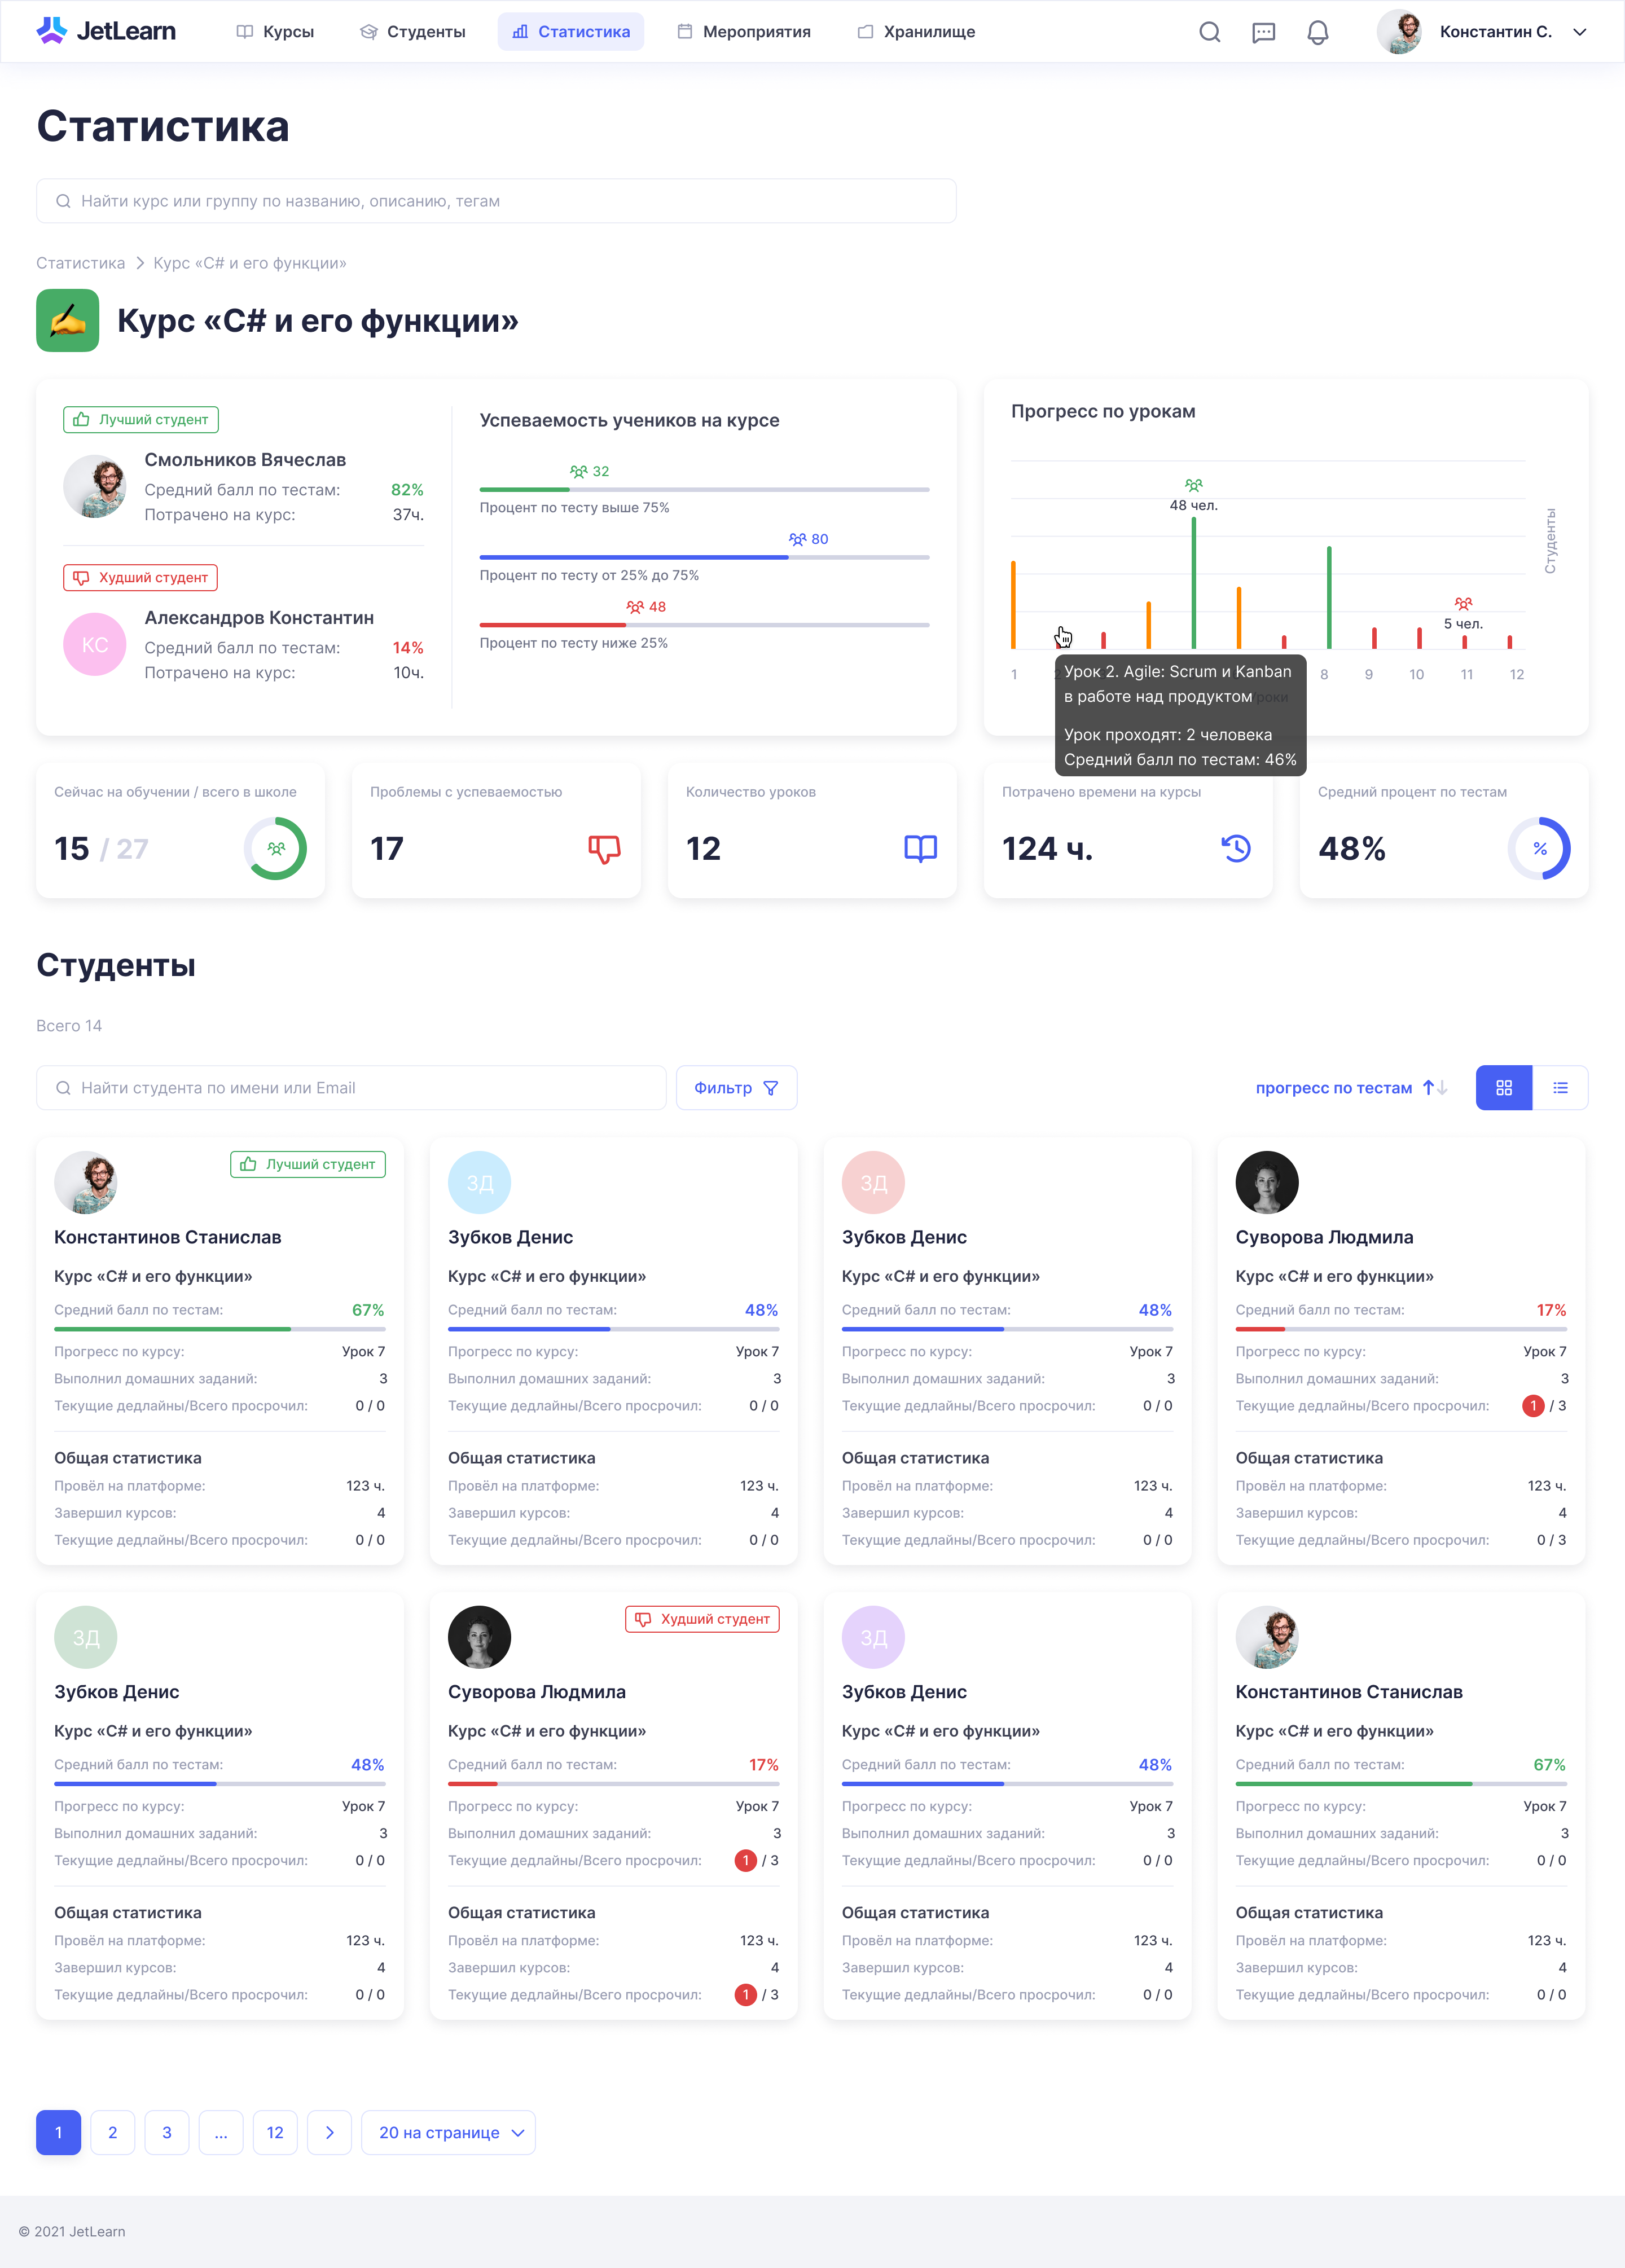 JetLearn
Курсы
Студенты
Статистика
Мероприятия
Хранилище
Константин С.
Статистика
Найти курс или группу по названию, описанию, тегам
Статистика
Курс «C# и его функции»
Курс «C# и его функции»
Лучший студент
Смольников Вячеслав
Средний балл по тестам: 82%
Потрачено на курс: 37ч.
Худший студент
КС
Александров Константин
Средний балл по тестам: 14%
Потрачено на курс: 10ч.
Успеваемость учеников на курсе
32
Процент по тесту выше 75%
80
Процент по тесту от 25% до 75%
48
Процент по тесту ниже 25%
Прогресс по урокам
48 чел.
5 чел.
Студенты
1 2 8 9 10 11 12
Урок 2. Agile: Scrum и Kanban
в работе над продуктом
Урок проходят: 2 человека
Средний балл по тестам: 46%
Сейчас на обучении / всего в школе
15 / 27
Проблемы с успеваемостью
17
Количество уроков
12
Потрачено времени на курсы
124 ч.
Средний процент по тестам
48%
%
Студенты
Всего 14
Найти студента по имени или Email
Фильтр
прогресс по тестам
Лучший студент
Константинов Станислав
Курс «C# и его функции»
Средний балл по тестам: 67%
Прогресс по курсу: Урок 7
Выполнил домашних заданий: 3
Текущие дедлайны/Всего просрочил: 0 / 0
Общая статистика
Провёл на платформе: 123 ч.
Завершил курсов: 4
Текущие дедлайны/Всего просрочил: 0 / 0
ЗД
Зубков Денис
Курс «C# и его функции»
Средний балл по тестам: 48%
Прогресс по курсу: Урок 7
Выполнил домашних заданий: 3
Текущие дедлайны/Всего просрочил: 0 / 0
Общая статистика
Провёл на платформе: 123 ч.
Завершил курсов: 4
Текущие дедлайны/Всего просрочил: 0 / 0
ЗД
Зубков Денис
Курс «C# и его функции»
Средний балл по тестам: 48%
Прогресс по курсу: Урок 7
Выполнил домашних заданий: 3
Текущие дедлайны/Всего просрочил: 0 / 0
Общая статистика
Провёл на платформе: 123 ч.
Завершил курсов: 4
Текущие дедлайны/Всего просрочил: 0 / 0
Суворова Людмила
Курс «C# и его функции»
Средний балл по тестам: 17%
Прогресс по курсу: Урок 7
Выполнил домашних заданий: 3
Текущие дедлайны/Всего просрочил: 1 / 3
Общая статистика
Провёл на платформе: 123 ч.
Завершил курсов: 4
Текущие дедлайны/Всего просрочил: 0 / 3
ЗД
Зубков Денис
Курс «C# и его функции»
Средний балл по тестам: 48%
Прогресс по курсу: Урок 7
Выполнил домашних заданий: 3
Текущие дедлайны/Всего просрочил: 0 / 0
Общая статистика
Провёл на платформе: 123 ч.
Завершил курсов: 4
Текущие дедлайны/Всего просрочил: 0 / 0
Худший студент
Суворова Людмила
Курс «C# и его функции»
Средний балл по тестам: 17%
Прогресс по курсу: Урок 7
Выполнил домашних заданий: 3
Текущие дедлайны/Всего просрочил: 1 / 3
Общая статистика
Провёл на платформе: 123 ч.
Завершил курсов: 4
Текущие дедлайны/Всего просрочил: 1 / 3
ЗД
Зубков Денис
Курс «C# и его функции»
Средний балл по тестам: 48%
Прогресс по курсу: Урок 7
Выполнил домашних заданий: 3
Текущие дедлайны/Всего просрочил: 0 / 0
Общая статистика
Провёл на платформе: 123 ч.
Завершил курсов: 4
Текущие дедлайны/Всего просрочил: 0 / 0
Константинов Станислав
Курс «C# и его функции»
Средний балл по тестам: 67%
Прогресс по курсу: Урок 7
Выполнил домашних заданий: 3
Текущие дедлайны/Всего просрочил: 0 / 0
Общая статистика
Провёл на платформе: 123 ч.
Завершил курсов: 4
Текущие дедлайны/Всего просрочил: 0 / 0
1 2 3 ... 12
20 на странице
© 2021 JetLearn